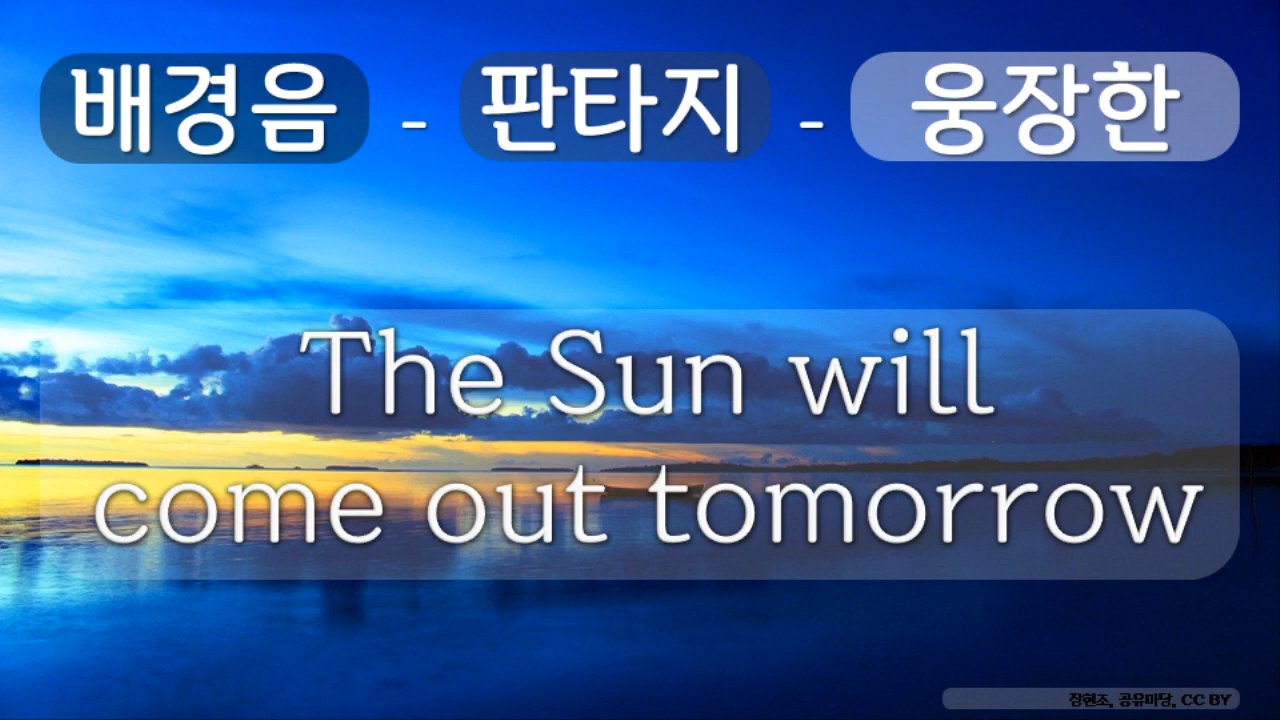 배경음 - 판타지 - 웅장한
The Sun will
come out tomorrow
장현조, 공유마당, CC BY